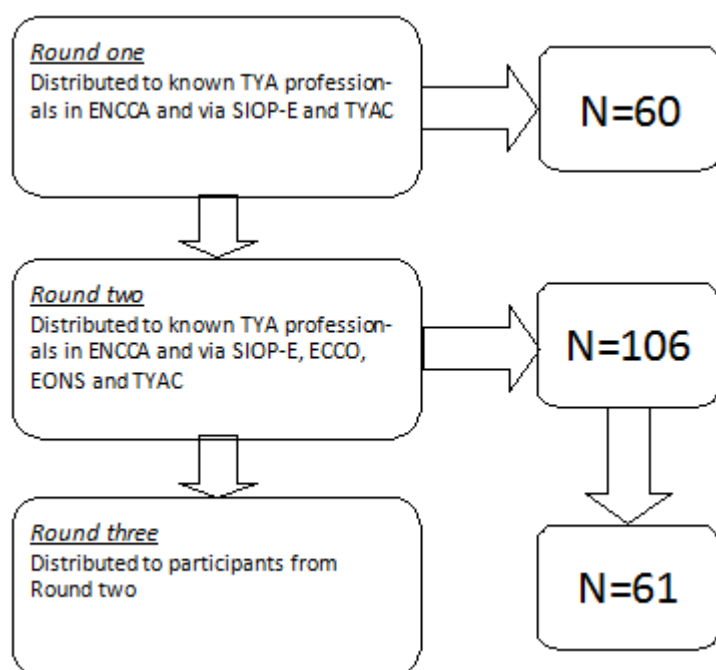 Round one
Distributed to known TYA profession-
als in ENCCA and via SIOP-E and TYAC
N=60
Round two
Distributed to known TYA profession-
als in ENCCA and via SIOP-E, ECCO,
EONS and TYAC
N=106
Round three
Distributed to participants from
Round two
N=61